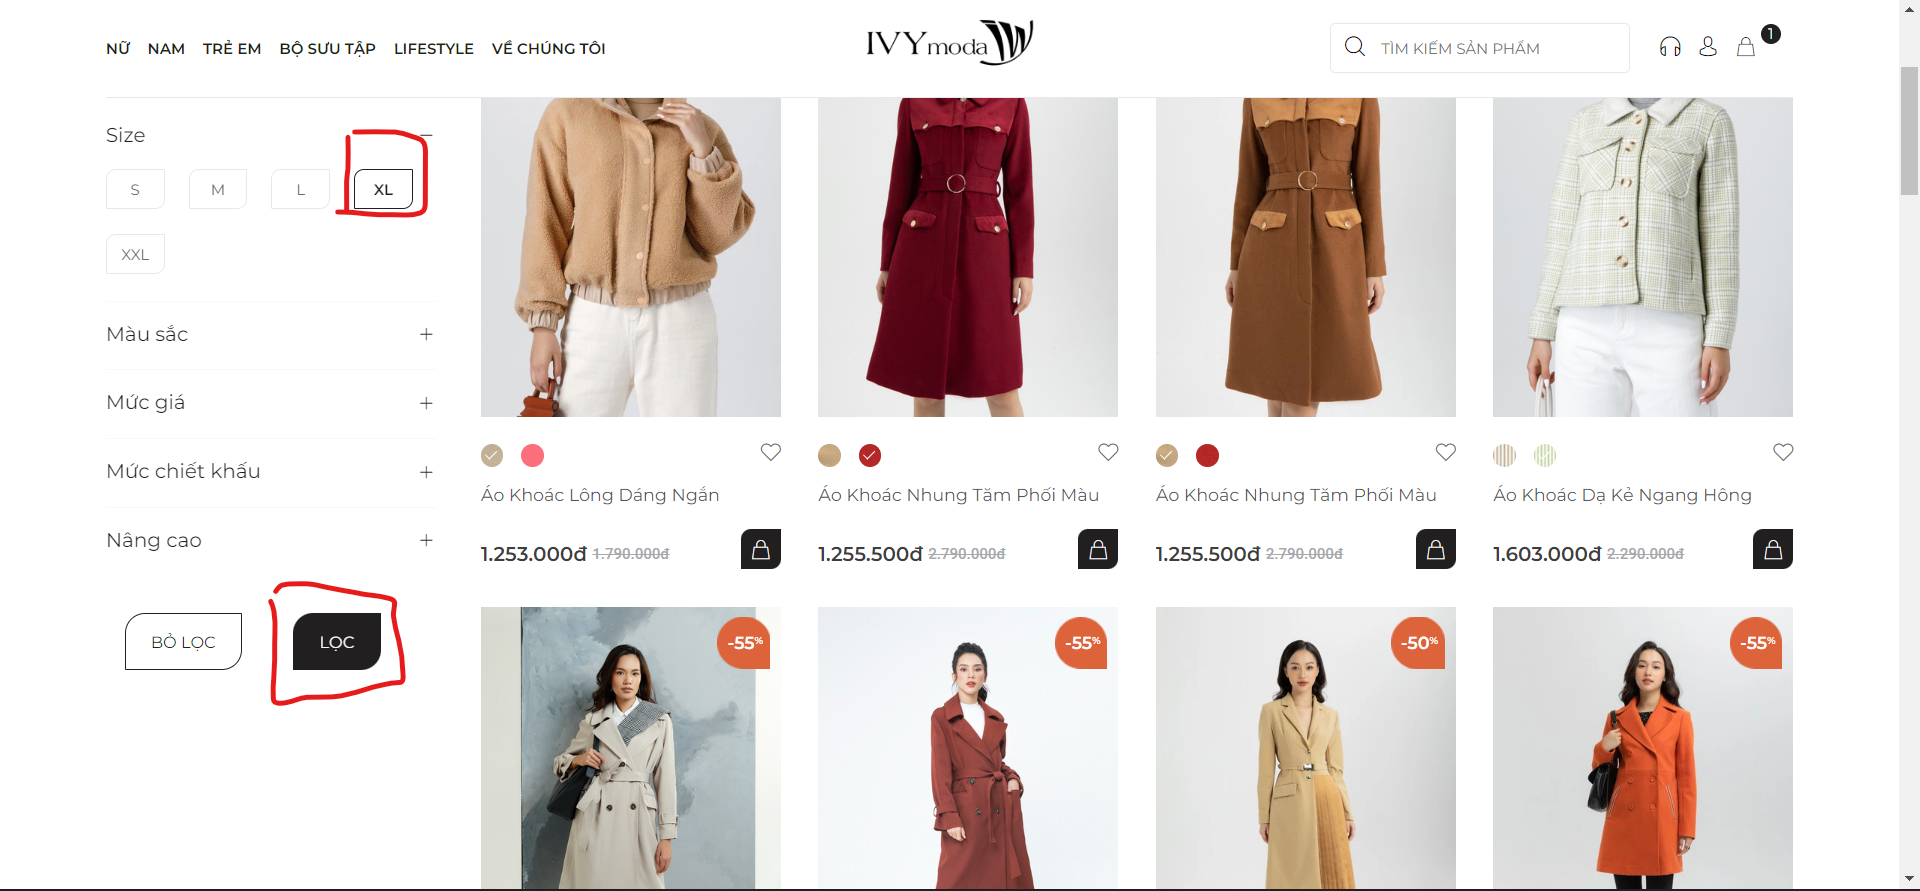 NỮ NAM TRẺ EM BỘ SƯU TẬP LIFESTYLE VỀ CHÚNG TÔI
IVY moda
TÌM KIẾM SẢN PHẨM
1
Size
S M L XL
XXL
Màu sắc
Mức giá
Mức chiết khấu
Nâng cao
BỎ LỌC LỌC
Áo Khoác Lông Dáng Ngắn
1.253.000đ 1.790.000đ
Áo Khoác Nhung Tăm Phối Màu
1.255.500đ 2.790.000đ
Áo Khoác Nhung Tăm Phối Màu
1.255.500đ 2.790.000đ
Áo Khoác Dạ Kẻ Ngang Hông
1.603.000đ 2.290.000đ
-55%
-55%
-50%
-55%